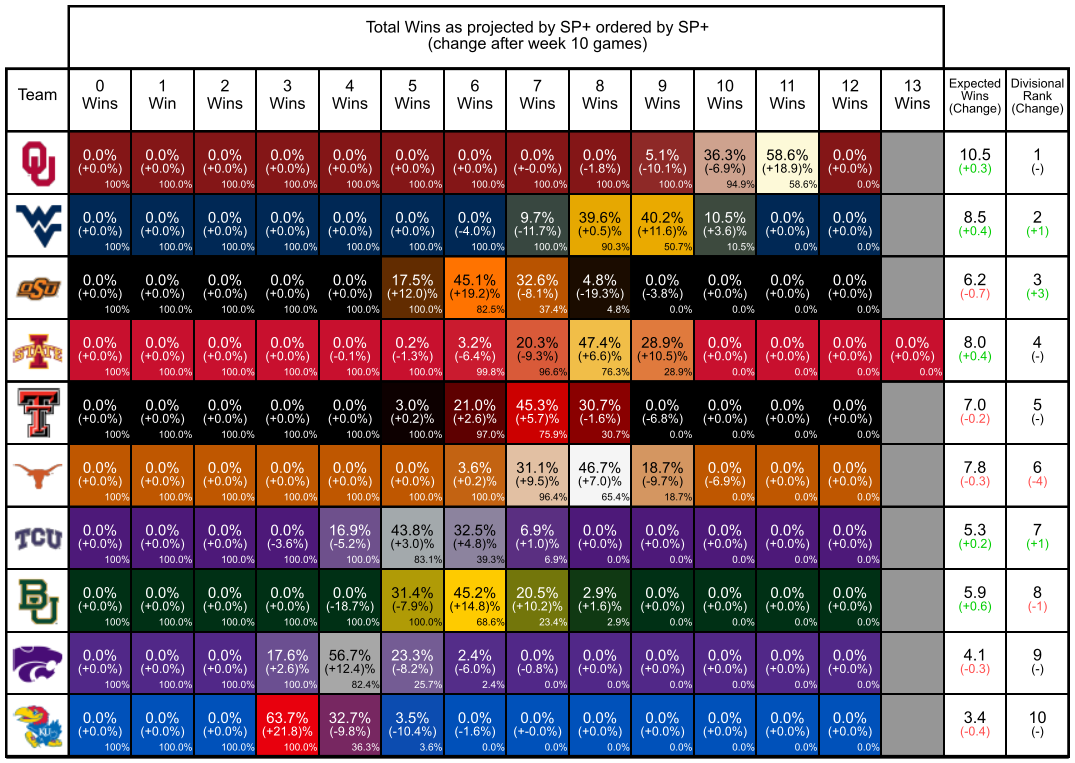 Total Wins as projected by SP+ ordered by SP+
(change after week 10 games)
Team
0 1 2 3 4 5 6 7 8 9 10 11 12 13
Wins Win Wins Wins Wins Wins Wins Wins Wins Wins Wins Wins Wins Wins
Expected Divisional
Wins Rank
(Change) (Change)
OU
0.0% 0.0% 0.0% 0.0% 0.0% 0.0% 0.0% 0.0% 0.0% 5.1% 36.3% 58.6% 0.0% 10.5 1
(+0.0%) (+0.0%) (+0.0%) (+0.0%) (+0.0%) (+0.0%) (+0.0%) (+-0.0%) (-1.8%) (-10.1%) (-6.9%) (+18.9)% (+0.0%) (+0.3) (-)
100% 100.0% 100.0% 100.0% 100.0% 100.0% 100.0% 100.0% 100.0% 100.0% 94.9% 58.6% 0.0%
WV
0.0% 0.0% 0.0% 0.0% 0.0% 0.0% 0.0% 9.7% 39.6% 40.2% 10.5% 0.0% 0.0% 8.5 2
(+0.0%) (+0.0%) (+0.0%) (+0.0%) (+0.0%) (+0.0%) (-4.0%) (-11.7%) (+0.5)% (+11.6)% (+3.6)% (+0.0%) (+0.0%) (+0.4) (+1)
100% 100.0% 100.0% 100.0% 100.0% 100.0% 100.0% 100.0% 90.3% 50.7% 10.5% 0.0% 0.0%
OSU
0.0% 0.0% 0.0% 0.0% 0.0% 17.5% 45.1% 32.6% 4.8% 0.0% 0.0% 0.0% 0.0% 6.2 3
(+0.0%) (+0.0%) (+0.0%) (+0.0%) (+0.0%) (+12.0)% (+19.2)% (-8.1%) (-19.3%) (-3.8%) (+0.0%) (+0.0%) (+0.0%) (-0.7) (+3)
100% 100.0% 100.0% 100.0% 100.0% 100.0% 82.5% 37.4% 4.8% 0.0% 0.0% 0.0% 0.0%
I STATE
0.0% 0.0% 0.0% 0.0% 0.0% 0.2% 3.2% 20.3% 47.4% 28.9% 0.0% 0.0% 0.0% 0.0% 8.0 4
(+0.0%) (+0.0%) (+0.0%) (+0.0%) (-0.1%) (-1.3%) (-6.4%) (-9.3%) (+6.6)% (+10.5)% (+0.0%) (+0.0%) (+0.0%) (+0.0%) (+0.4) (-)
100% 100.0% 100.0% 100.0% 100.0% 100.0% 99.8% 96.6% 76.3% 28.9% 0.0% 0.0% 0.0% 0.0%
T
0.0% 0.0% 0.0% 0.0% 0.0% 3.0% 21.0% 45.3% 30.7% 0.0% 0.0% 0.0% 0.0% 7.0 5
(+0.0%) (+0.0%) (+0.0%) (+0.0%) (+0.0%) (+0.2)% (+2.6)% (+5.7)% (-1.6%) (-6.8%) (+0.0%) (+0.0%) (+0.0%) (-0.2) (-)
100% 100.0% 100.0% 100.0% 100.0% 100.0% 97.0% 75.9% 30.7% 0.0% 0.0% 0.0% 0.0%
0.0% 0.0% 0.0% 0.0% 0.0% 0.0% 3.6% 31.1% 46.7% 18.7% 0.0% 0.0% 0.0% 7.8 6
(+0.0%) (+0.0%) (+0.0%) (+0.0%) (+0.0%) (+0.0%) (+0.2)% (+9.5)% (+7.0)% (-9.7%) (-6.9%) (+0.0%) (+0.0%) (-0.3) (-4)
100% 100.0% 100.0% 100.0% 100.0% 100.0% 100.0% 96.4% 65.4% 18.7% 0.0% 0.0% 0.0%
TCU
0.0% 0.0% 0.0% 0.0% 16.9% 43.8% 32.5% 6.9% 0.0% 0.0% 0.0% 0.0% 0.0% 5.3 7
(+0.0%) (+0.0%) (+0.0%) (-3.6%) (-5.2%) (+3.0)% (+4.8)% (+1.0)% (+0.0%) (+0.0%) (+0.0%) (+0.0%) (+0.0%) (+0.2) (+1)
100% 100.0% 100.0% 100.0% 100.0% 83.1% 39.3% 6.9% 0.0% 0.0% 0.0% 0.0% 0.0%
BU
0.0% 0.0% 0.0% 0.0% 0.0% 31.4% 45.2% 20.5% 2.9% 0.0% 0.0% 0.0% 0.0% 5.9 8
(+0.0%) (+0.0%) (+0.0%) (+0.0%) (-18.7%) (-7.9%) (+14.8)% (+10.2)% (+1.6)% (+0.0%) (+0.0%) (+0.0%) (+0.0%) (+0.6) (-1)
100% 100.0% 100.0% 100.0% 100.0% 100.0% 68.6% 23.4% 2.9% 0.0% 0.0% 0.0% 0.0%
0.0% 0.0% 0.0% 17.6% 56.7% 23.3% 2.4% 0.0% 0.0% 0.0% 0.0% 0.0% 0.0% 4.1 9
(+0.0%) (+0.0%) (+0.0%) (+2.6)% (+12.4)% (-8.2%) (-6.0%) (-0.8%) (+0.0%) (+0.0%) (+0.0%) (+0.0%) (+0.0%) (-0.3) (-)
100% 100.0% 100.0% 100.0% 82.4% 25.7% 2.4% 0.0% 0.0% 0.0% 0.0% 0.0% 0.0%
KU
0.0% 0.0% 0.0% 63.7% 32.7% 3.5% 0.0% 0.0% 0.0% 0.0% 0.0% 0.0% 0.0% 3.4 10
(+0.0%) (+0.0%) (+0.0%) (+21.8)% (-9.8%) (-10.4%) (-1.6%) (+-0.0%) (+0.0%) (+0.0%) (+0.0%) (+0.0%) (+0.0%) (-0.4) (-)
100% 100.0% 100.0% 100.0% 36.3% 3.6% 0.0% 0.0% 0.0% 0.0% 0.0% 0.0% 0.0%